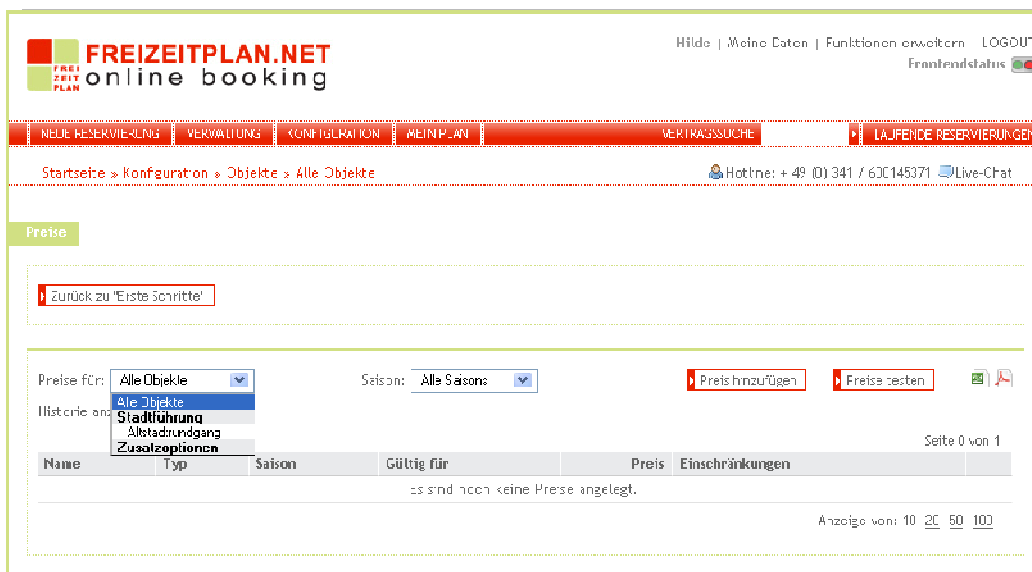 FREIZEITPLAN.NET
FREI
ZEIT
PLAN
online booking
Hilde | Meine Daten | Funktionen erweitern LOGOUT
Frontendstatus
NEUE RESERVIERUNG VERWALTUNG KONFIGURATION MEIN PLAN VERTRAGSSUCHE LAUFENDE RESERVIERUNGEN
Startseite » Konfiguration » Objekte » Alle Objekte
Hotline: + 49 (0) 341 / 600145371 Live-Chat
Preise
Zurück zu "Erste Schritte"
Preise für: Alle Objekte Saison: Alle Saisons Preis hinzufügen Preise testen
Alle Objekte
Historie
Stadtführung
Altstadtrundgang
Zusatzoptionen
Seite 0 von 1
Name Typ Saison Gültig für Preis Einschränkungen
Es sind noch keine Preise angelegt.
Anzeige von: 10 20 50 100